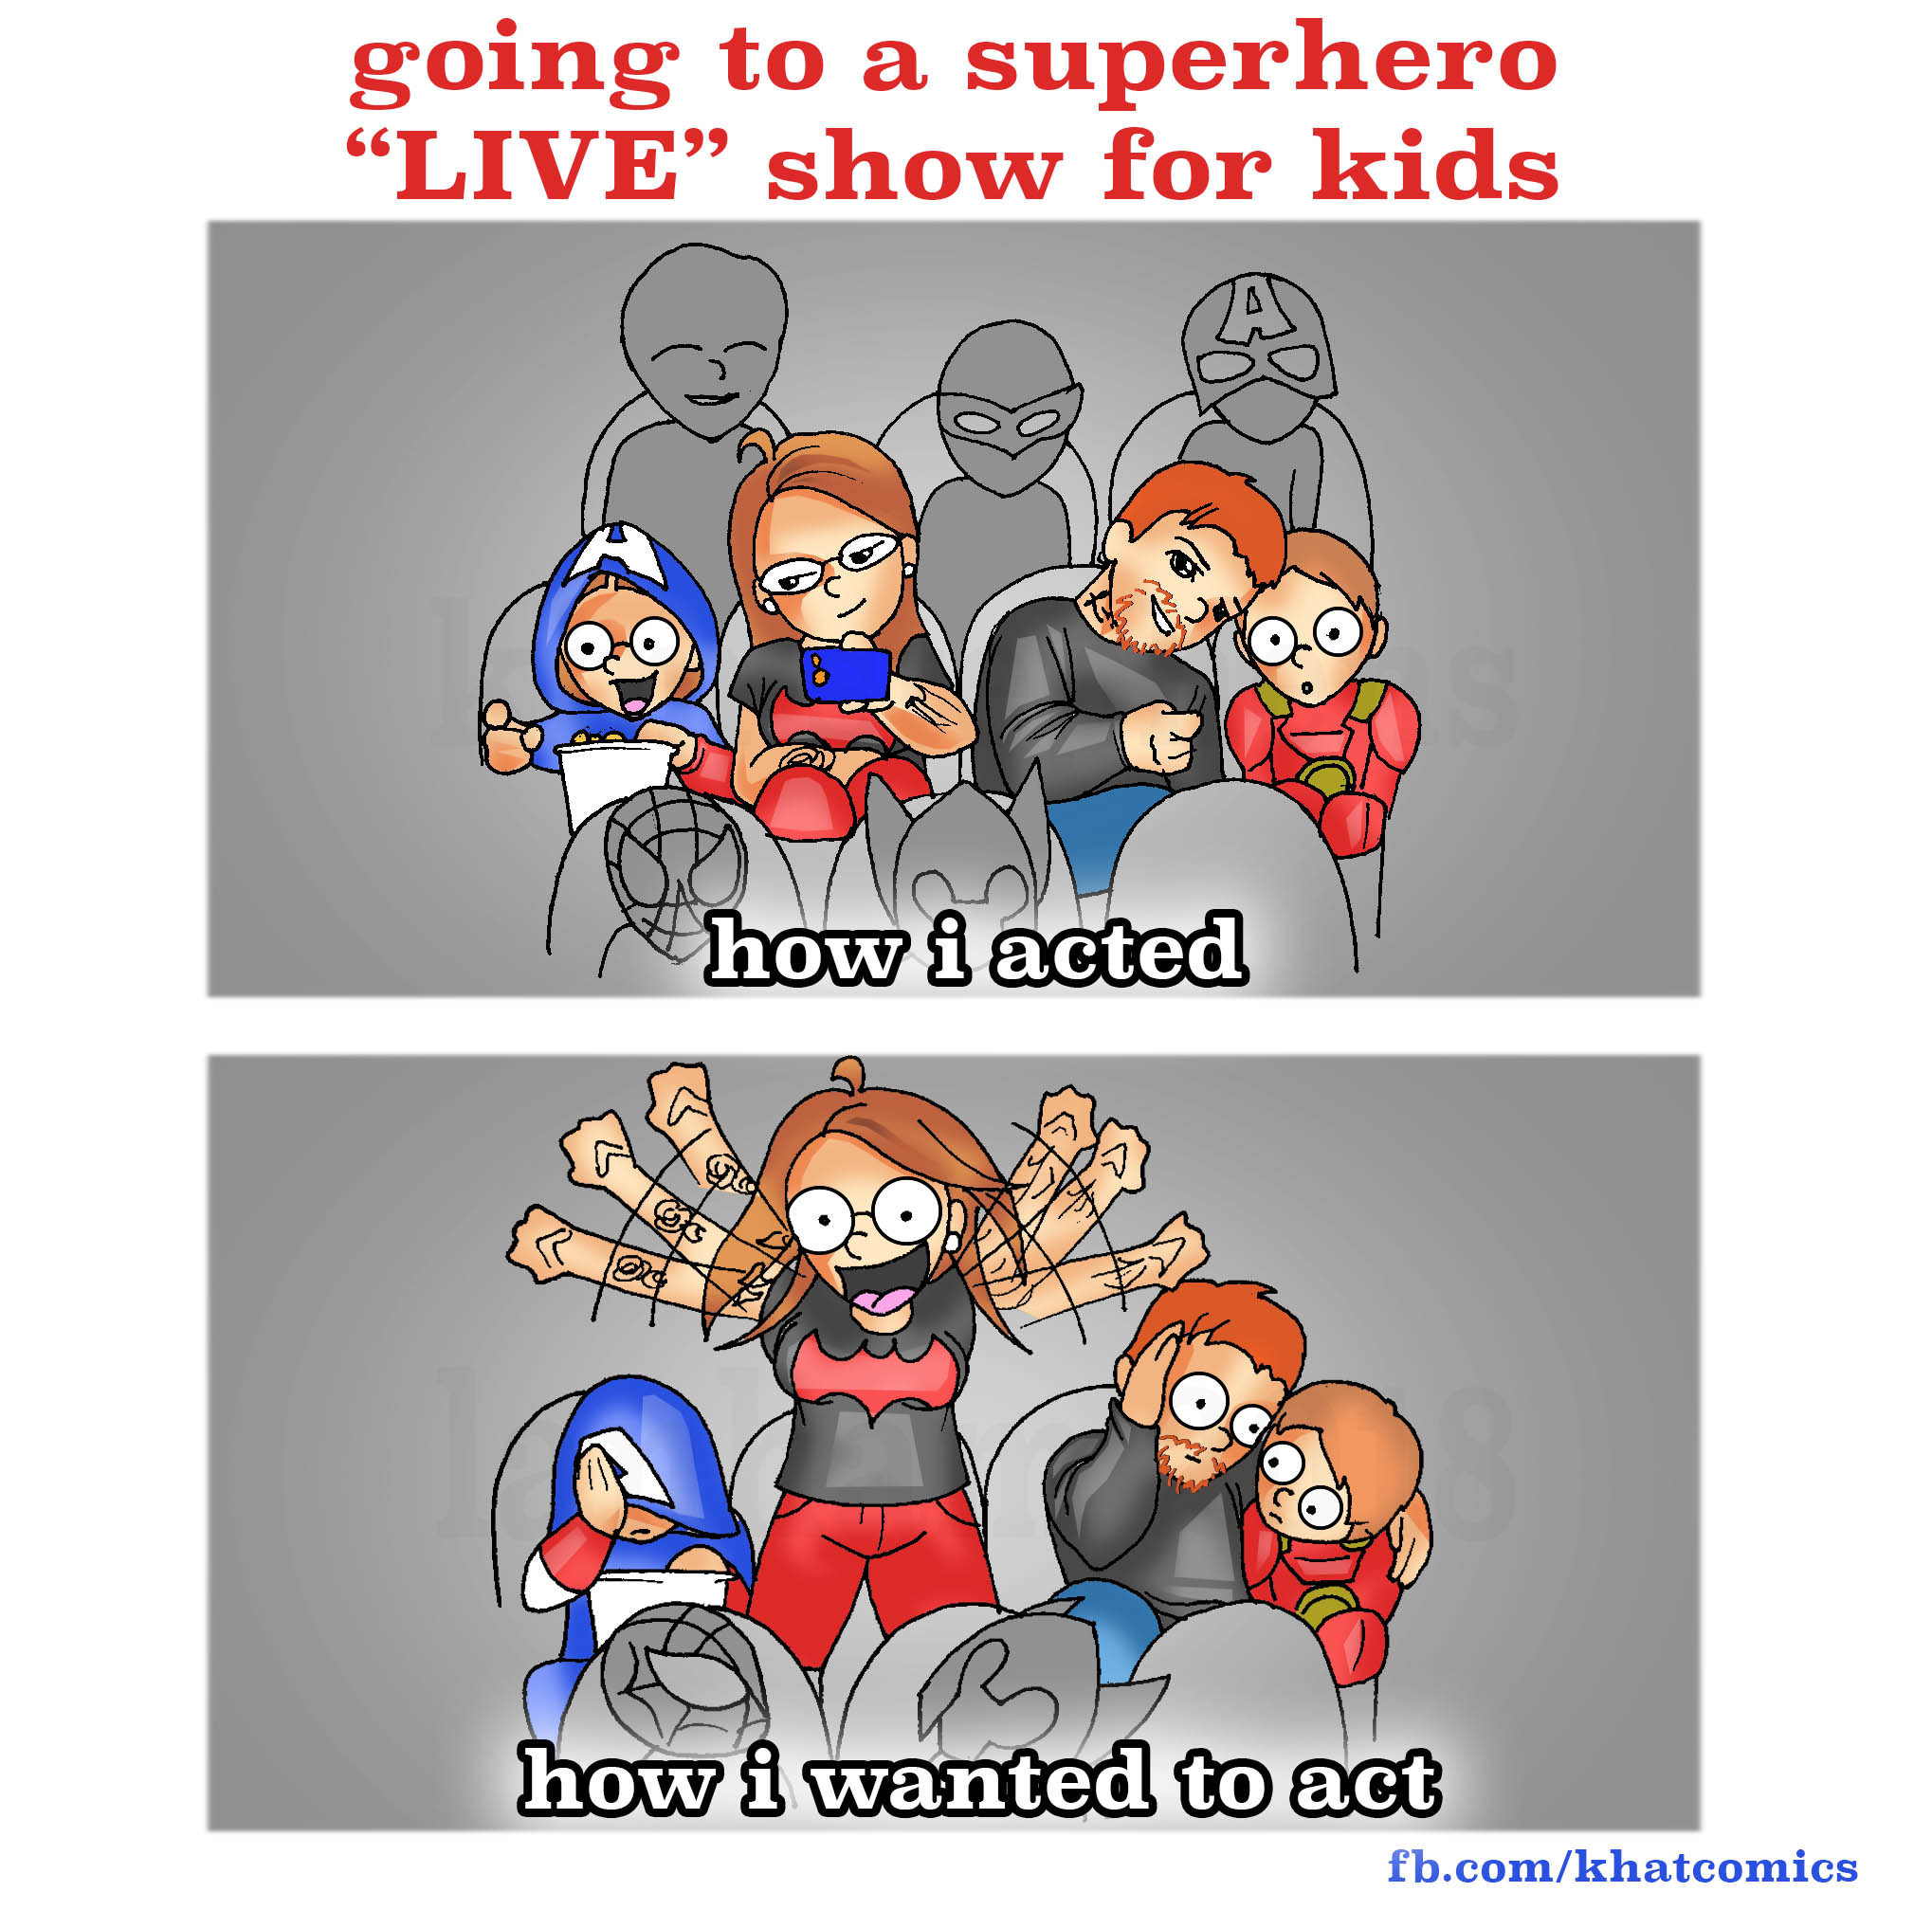 going to a superhero
“LIVE” show for kids
A
A
how i acted
how i wanted to act
fb.com/khatcomics